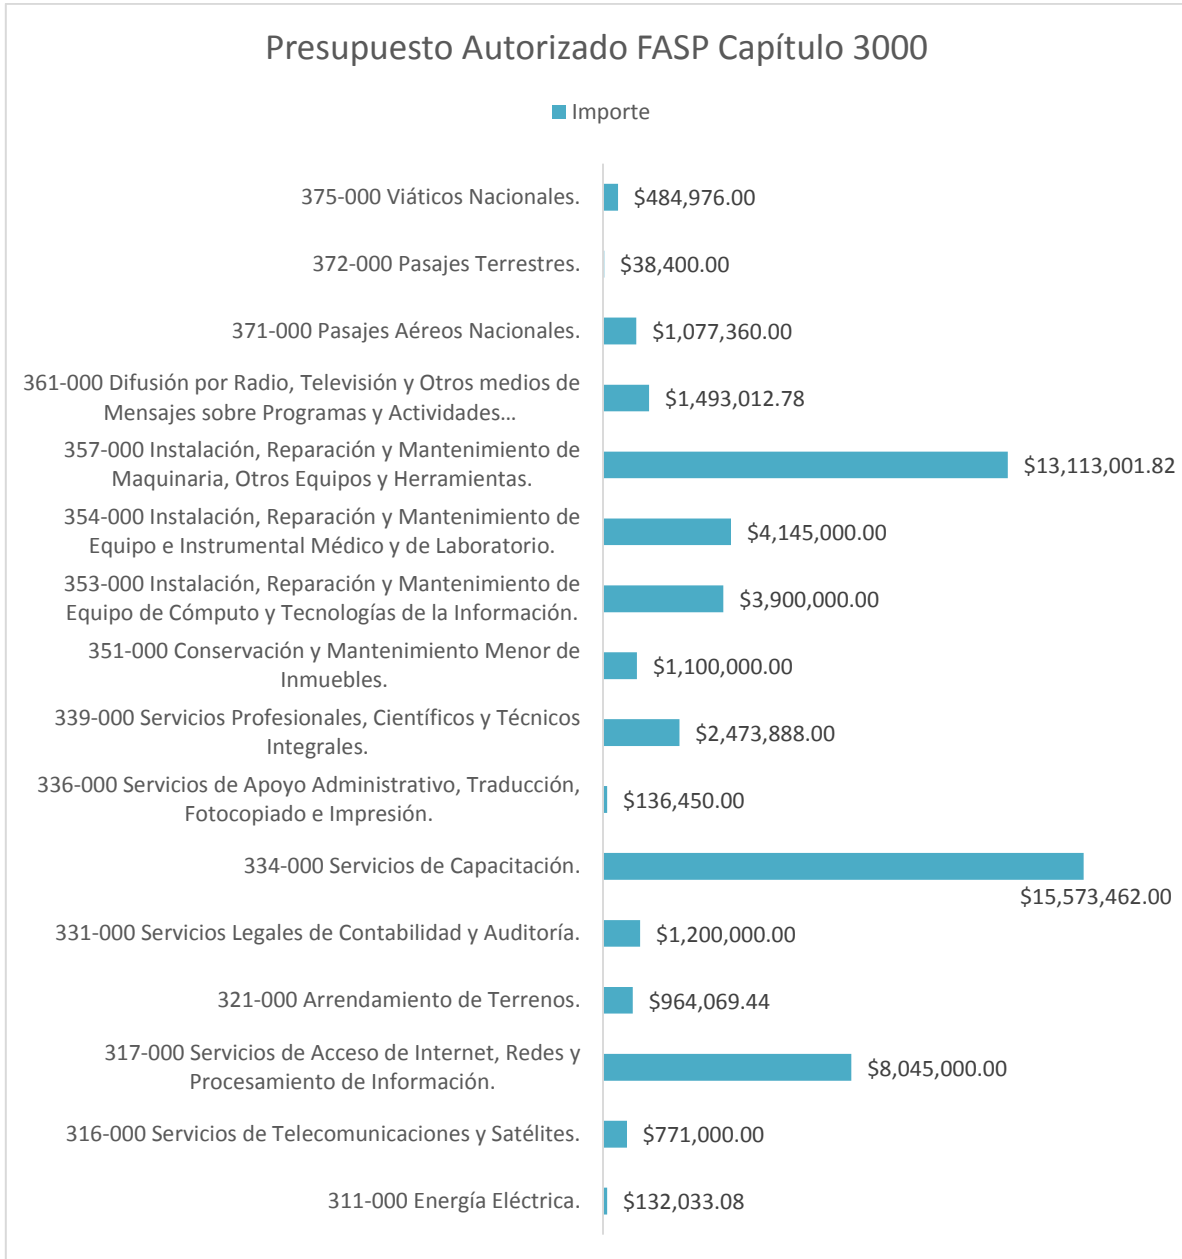 Presupuesto Autorizado FASP Capítulo 3000
Importe
375-000 Viáticos Nacionales.
$484,976.00
372-000 Pasajes Terrestres.
$38,400.00
371-000 Pasajes Aéreos Nacionales.
$1,077,360.00
361-000 Difusión por Radio, Televisión y Otros medios de
Mensajes sobre Programas y Actividades…
$1,493,012.78
357-000 Instalación, Reparación y Mantenimiento de
Maquinaria, Otros Equipos y Herramientas.
$13,113,001.82
354-000 Instalación, Reparación y Mantenimiento de
Equipo e Instrumental Médico y de Laboratorio.
$4,145,000.00
353-000 Instalación, Reparación y Mantenimiento de
Equipo de Cómputo y Tecnologías de la Información.
$3,900,000.00
351-000 Conservación y Mantenimiento Menor de
Inmuebles.
$1,100,000.00
339-000 Servicios Profesionales, Científicos y Técnicos
Integrales.
$2,473,888.00
336-000 Servicios de Apoyo Administrativo, Traducción,
Fotocopiado e Impresión.
$136,450.00
334-000 Servicios de Capacitación.
$15,573,462.00
331-000 Servicios Legales de Contabilidad y Auditoría.
$1,200,000.00
321-000 Arrendamiento de Terrenos.
$964,069.44
317-000 Servicios de Acceso de Internet, Redes y
Procesamiento de Información.
$8,045,000.00
316-000 Servicios de Telecomunicaciones y Satélites.
$771,000.00
311-000 Energía Eléctrica.
$132,033.08